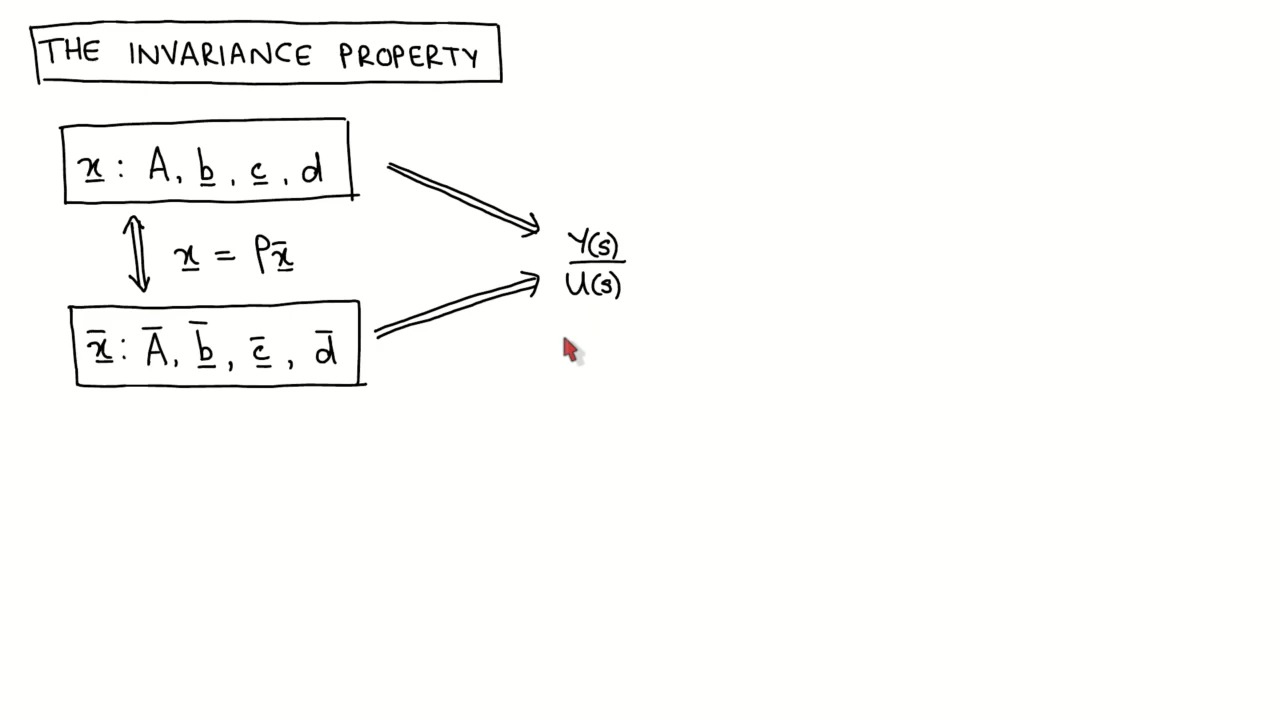 THE INVARIANCE PROPERTY
x̲ : A, b̲, c̲, d
x̲ = Px̲̄
x̲̄ : Ā, b̲̄, c̲̄, d̄
Y(s)
U(s)